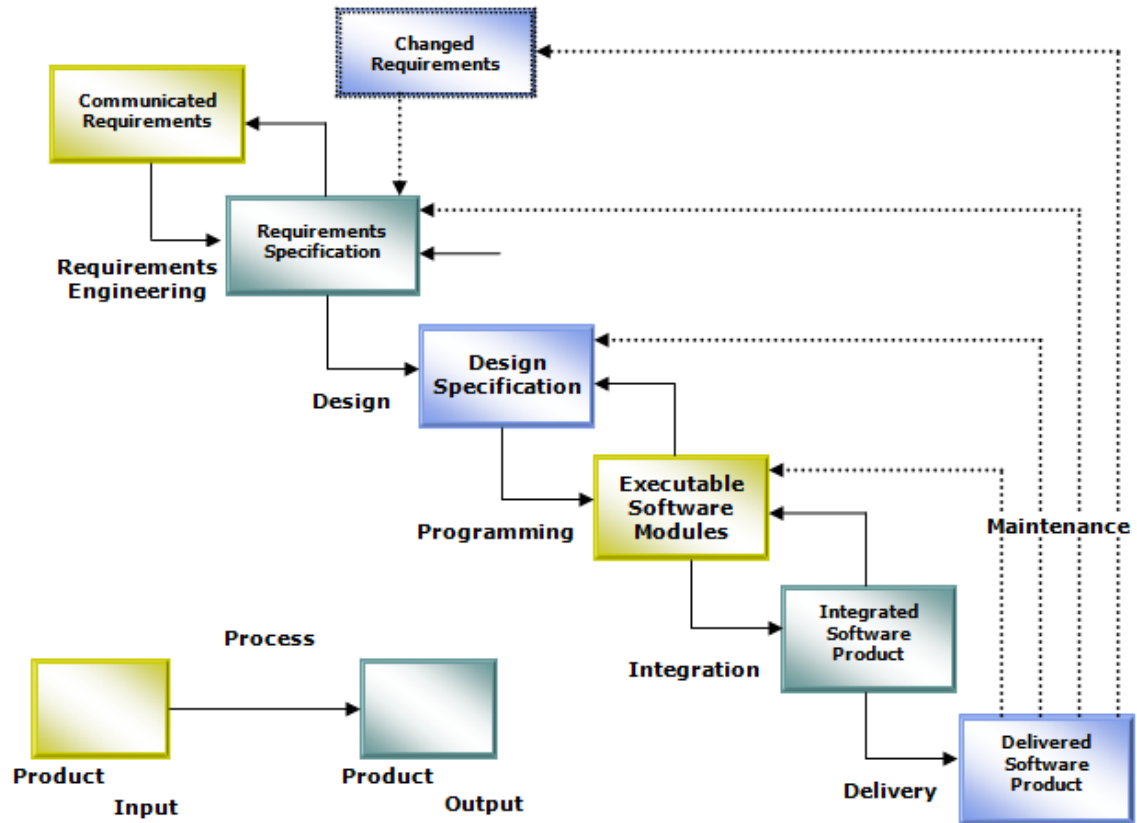 Changed
Requirements
Communicated
Requirements
Requirements
Specification
Requirements
Engineering
Design
Specification
Design
Executable
Software
Modules
Programming
Maintenance
Integrated
Software
Product
Process
Integration
Delivered
Software
Product
Product
Product
Delivery
Input
Output